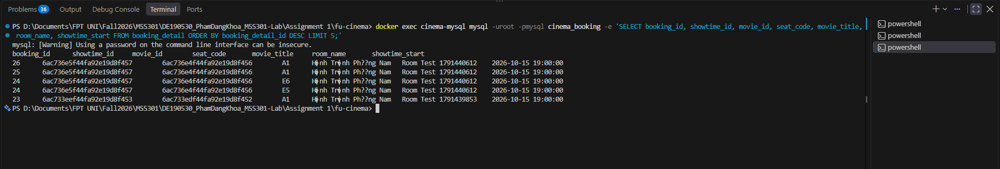 Problems 36 Output Debug Console Terminal Ports
PS D:\Documents\FPT UNI\Fall2026\MSS301\DE190530_PhamDangKhoa_MSS301-Lab\Assignment 1\fu-cinema> docker exec cinema-mysql mysql -uroot -pmysql cinema_booking -e 'SELECT booking_id, showtime_id, movie_id, seat_code, movie_title,
room_name, showtime_start FROM booking_detail ORDER BY booking_detail_id DESC LIMIT 5;'
mysql: [Warning] Using a password on the command line interface can be insecure.
booking_id showtime_id movie_id seat_code movie_title room_name showtime_start
26 6ac736e5f44fa92e19d8f457 6ac736e4f44fa92e19d8f456 A1 H�nh Tr�nh Ph??ng Nam Room Test 1791440612 2026-10-15 19:00:00
25 6ac736e5f44fa92e19d8f457 6ac736e4f44fa92e19d8f456 A1 H�nh Tr�nh Ph??ng Nam Room Test 1791440612 2026-10-15 19:00:00
24 6ac736e5f44fa92e19d8f457 6ac736e4f44fa92e19d8f456 E6 H�nh Tr�nh Ph??ng Nam Room Test 1791440612 2026-10-15 19:00:00
24 6ac736e5f44fa92e19d8f457 6ac736e4f44fa92e19d8f456 E5 H�nh Tr�nh Ph??ng Nam Room Test 1791440612 2026-10-15 19:00:00
23 6ac733eef44fa92e19d8f453 6ac733edf44fa92e19d8f452 A1 H�nh Tr�nh Ph??ng Nam Room Test 1791439853 2026-10-15 19:00:00
PS D:\Documents\FPT UNI\Fall2026\MSS301\DE190530_PhamDangKhoa_MSS301-Lab\Assignment 1\fu-cinema>
powershell
powershell
powershell